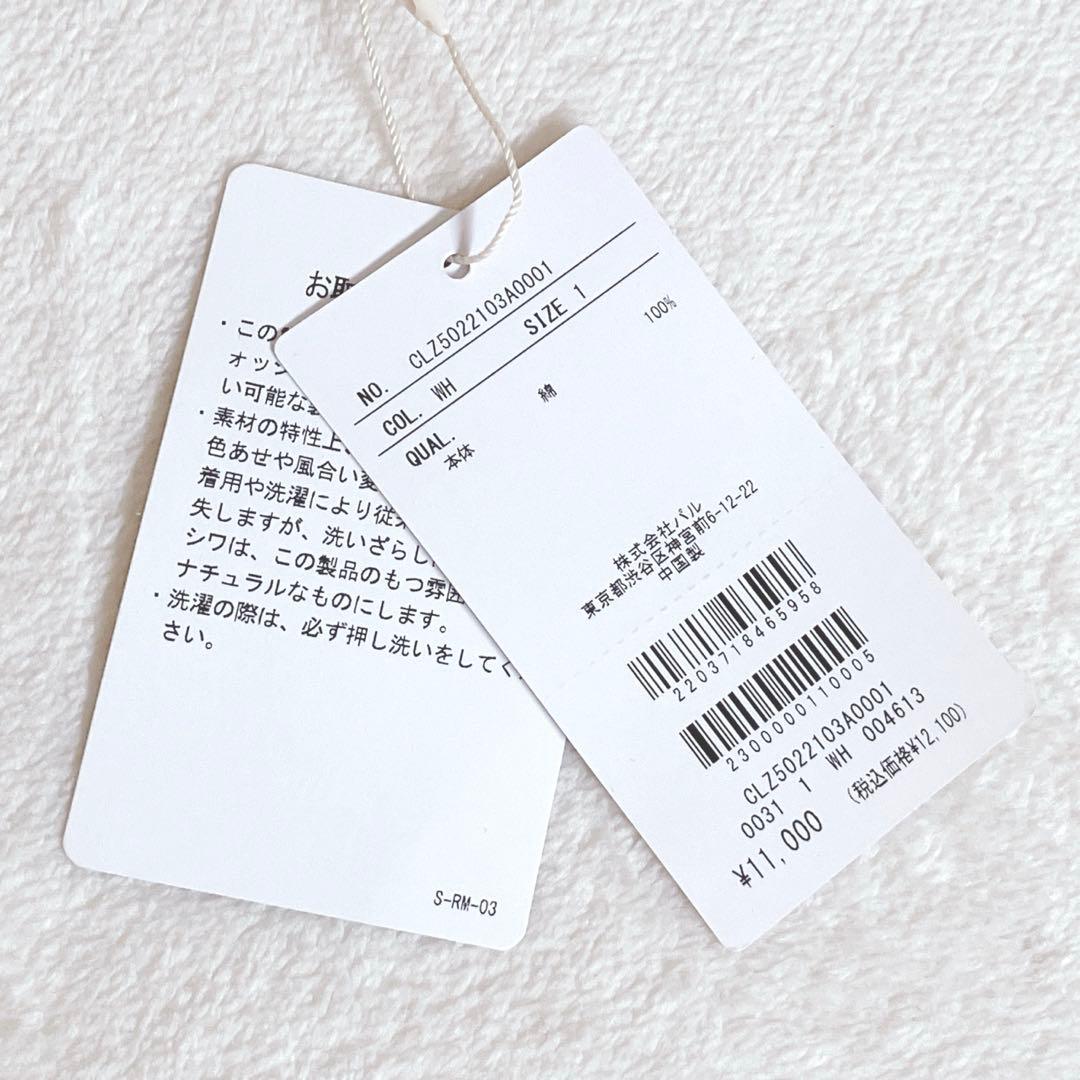 お取
・この
ォッ
い可能な
・素材の特性上
色あせや風合い変
着用や洗濯により従来
失しますが、洗いざらし
シワは、この製品のもつ雰囲
ナチュラルなものにします。
・洗濯の際は、必ず押し洗いをしてく
さい。
S-RM-03
NO. CLZ5022103A0001
COL. WH SIZE 1
QUAL.
本体 綿 100%
株式会社パル
東京都渋谷区神宮前6-12-22
中国製
2203718465958
2300000110005
CLZ5022103A0001
0031 1 WH 004613
¥11,000 (税込価格¥12,100)